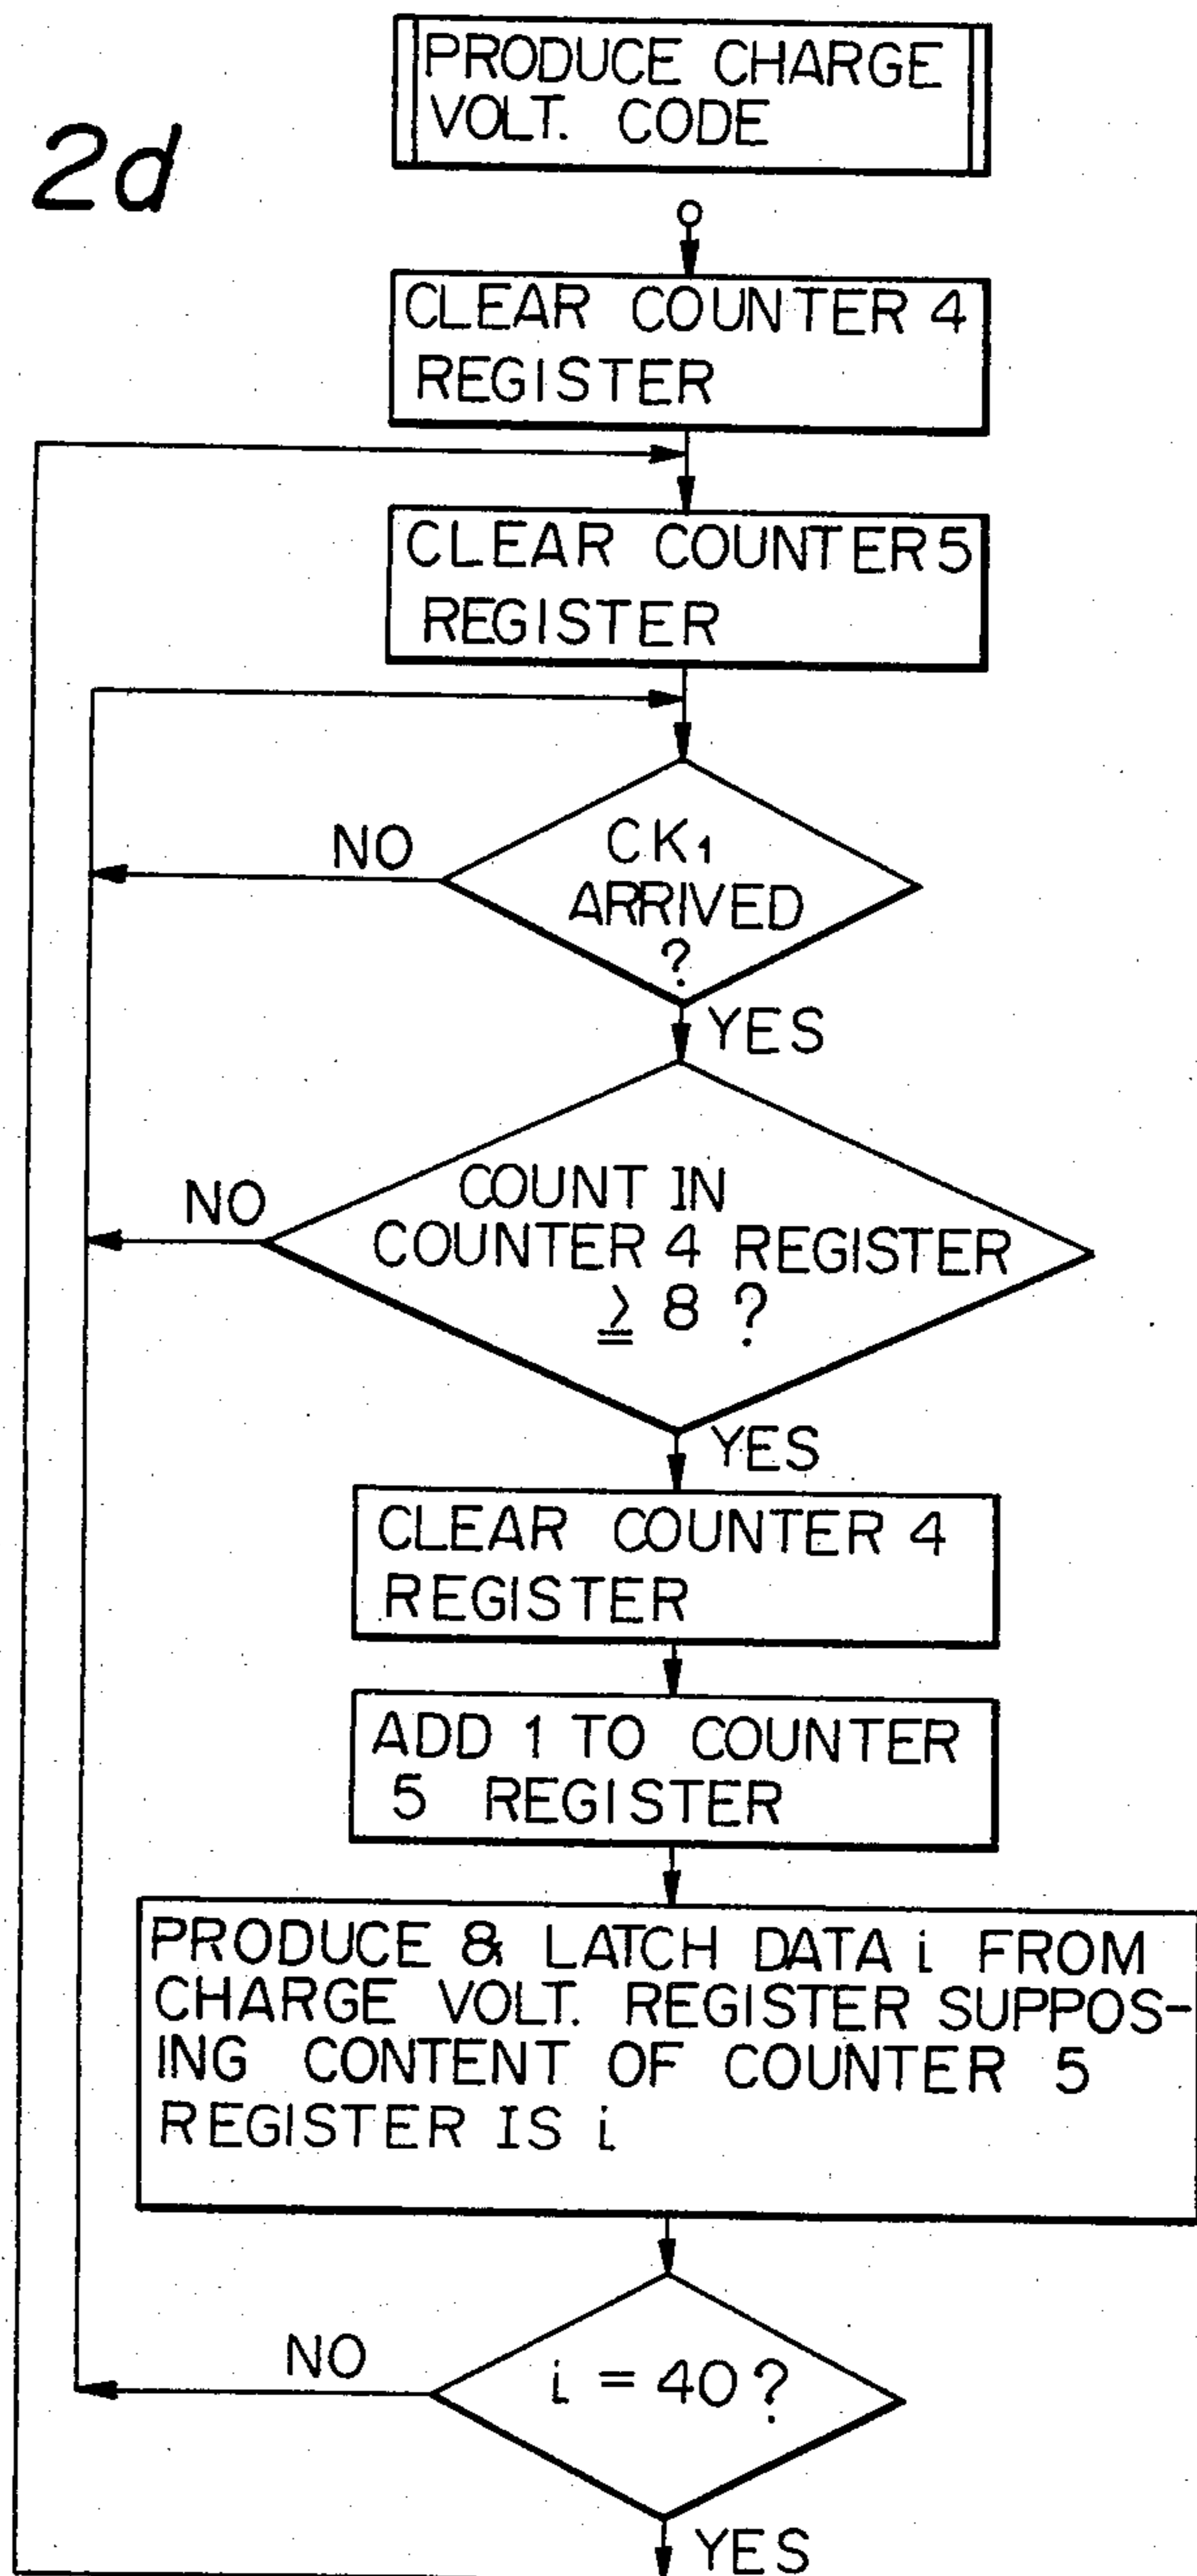 2d
PRODUCE CHARGE
VOLT. CODE
CLEAR COUNTER 4
REGISTER
CLEAR COUNTER 5
REGISTER
NO
CK₁
ARRIVED
?
YES
NO
COUNT IN
COUNTER 4 REGISTER
≧ 8 ?
YES
CLEAR COUNTER 4
REGISTER
ADD 1 TO COUNTER
5 REGISTER
PRODUCE & LATCH DATA i FROM
CHARGE VOLT. REGISTER SUPPOS-
ING CONTENT OF COUNTER 5
REGISTER IS i
NO
i = 40 ?
YES